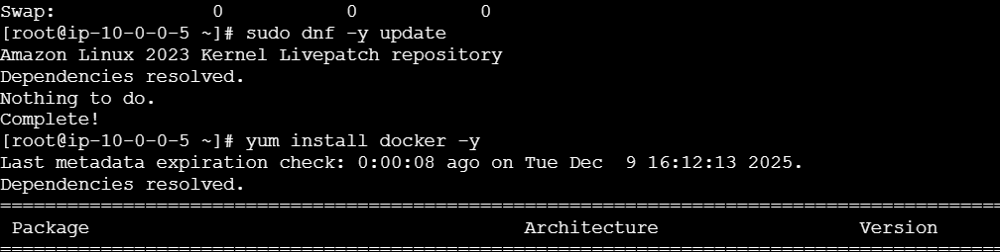 Swap: 0 0 0
[root@ip-10-0-0-5 ~]# sudo dnf -y update
Amazon Linux 2023 Kernel Livepatch repository
Dependencies resolved.
Nothing to do.
Complete!
[root@ip-10-0-0-5 ~]# yum install docker -y
Last metadata expiration check: 0:00:08 ago on Tue Dec  9 16:12:13 2025.
Dependencies resolved.
==========================================================================================
Package Architecture Version
==========================================================================================